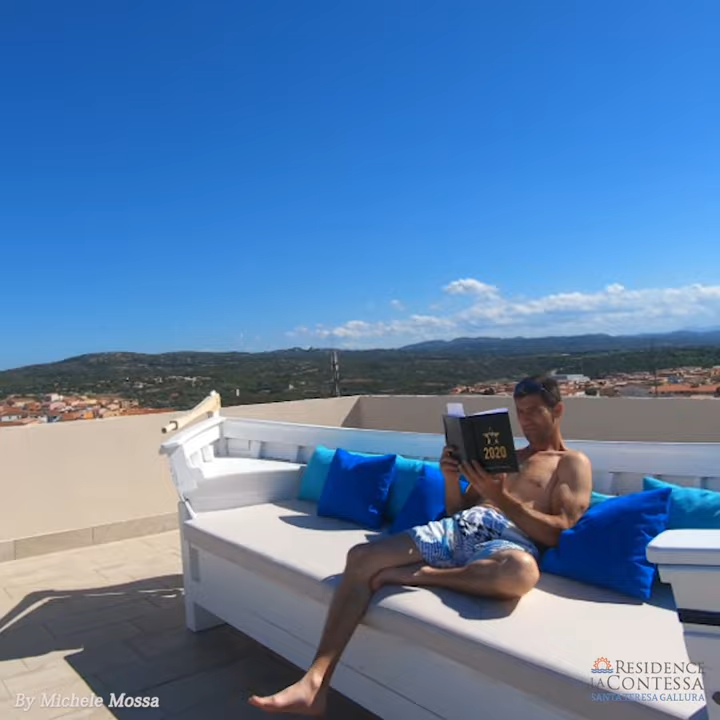 2020
RESIDENCE
LA CONTESSA
SANTA TERESA GALLURA
By Michele Mossa